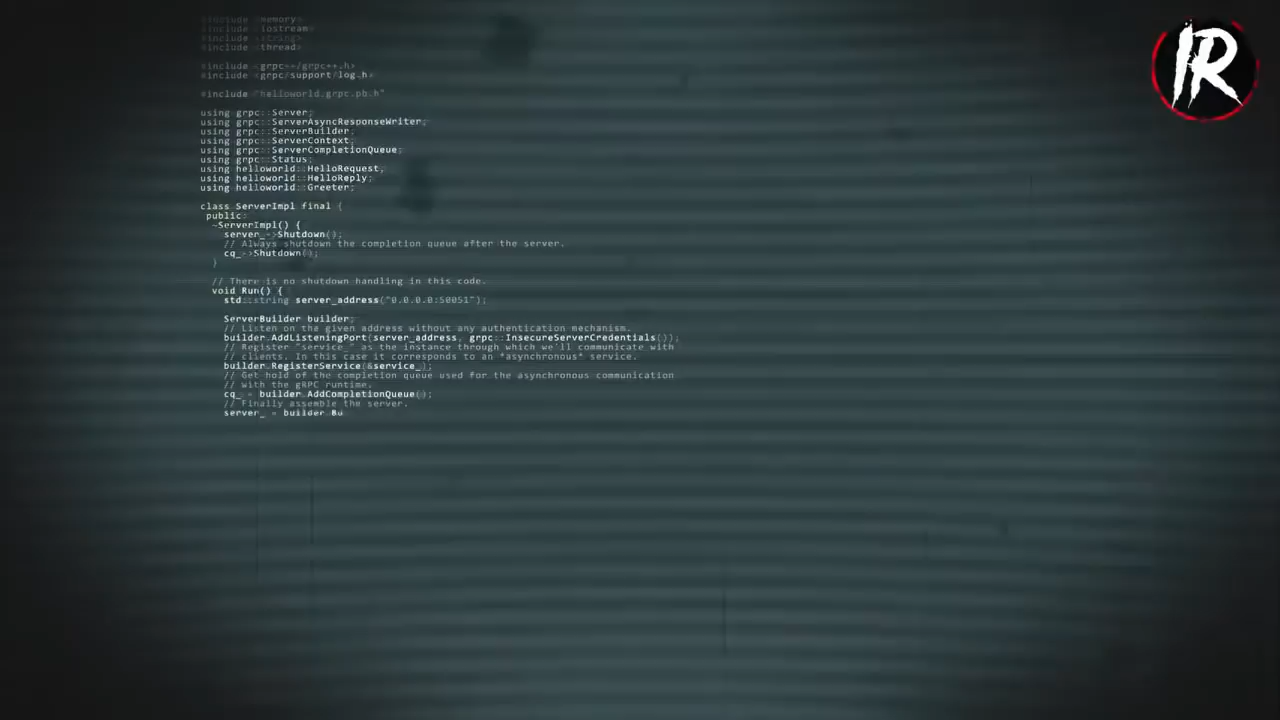 #include <memory>
#include <iostream>
#include <string>
#include <thread>
#include <grpc++/grpc++.h>
#include <grpc/support/log.h>
#include "helloworld.grpc.pb.h"
using grpc::Server;
using grpc::ServerAsyncResponseWriter;
using grpc::ServerBuilder;
using grpc::ServerContext;
using grpc::ServerCompletionQueue;
using grpc::Status;
using helloworld::HelloRequest;
using helloworld::HelloReply;
using helloworld::Greeter;
class ServerImpl final {
public:
~ServerImpl() {
server_->Shutdown();
// Always shutdown the completion queue after the server.
cq_->Shutdown();
}
// There is no shutdown handling in this code.
void Run() {
std::string server_address("0.0.0.0:50051");
ServerBuilder builder;
// Listen on the given address without any authentication mechanism.
builder.AddListeningPort(server_address, grpc::InsecureServerCredentials());
// Register "service_" as the instance through which we'll communicate with
// clients. In this case it corresponds to an *asynchronous* service.
builder.RegisterService(&service_);
// Get hold of the completion queue used for the asynchronous communication
// with the gRPC runtime.
cq_ = builder.AddCompletionQueue();
// Finally assemble the server.
server_ = builder.Bu
IR